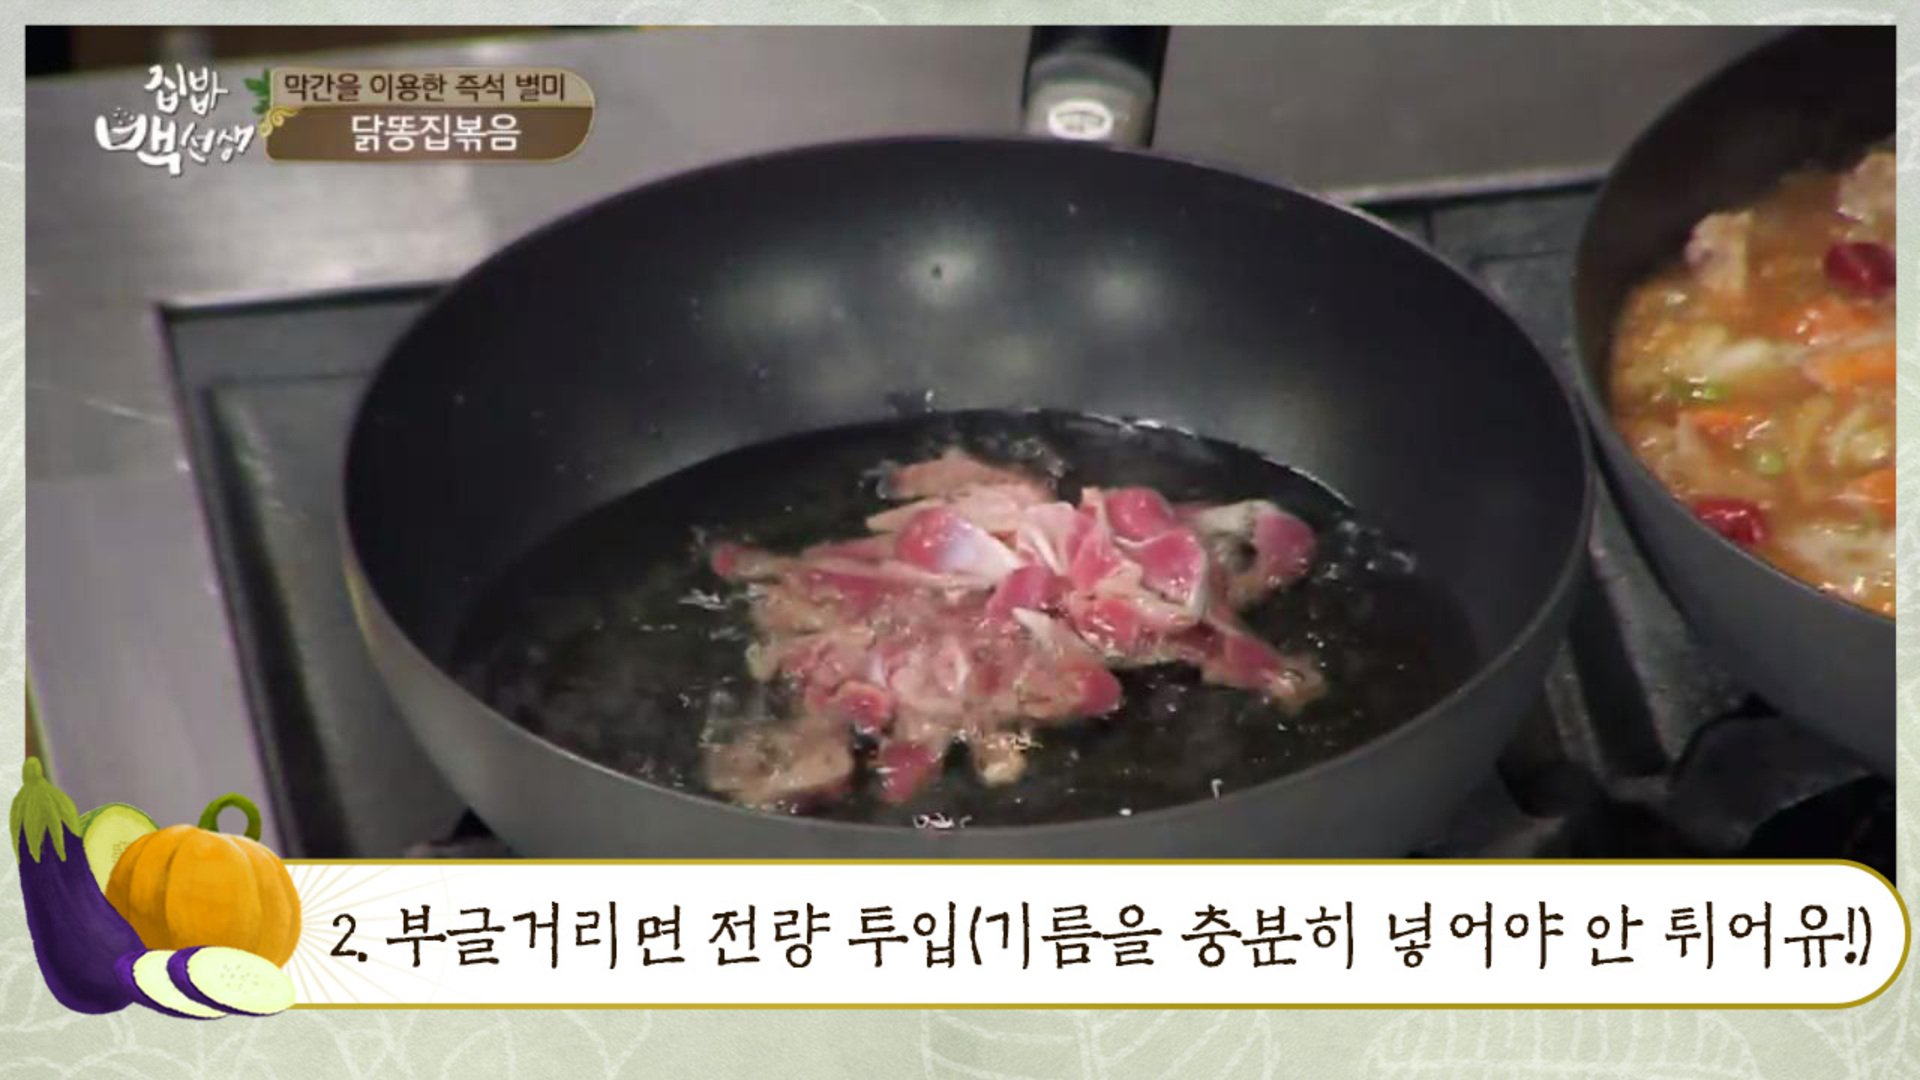 집밥
백선생
막간을 이용한 즉석 별미
닭똥집볶음
2. 부글거리면 전량 투입(기름을 충분히 넣어야 안 튀어유!)